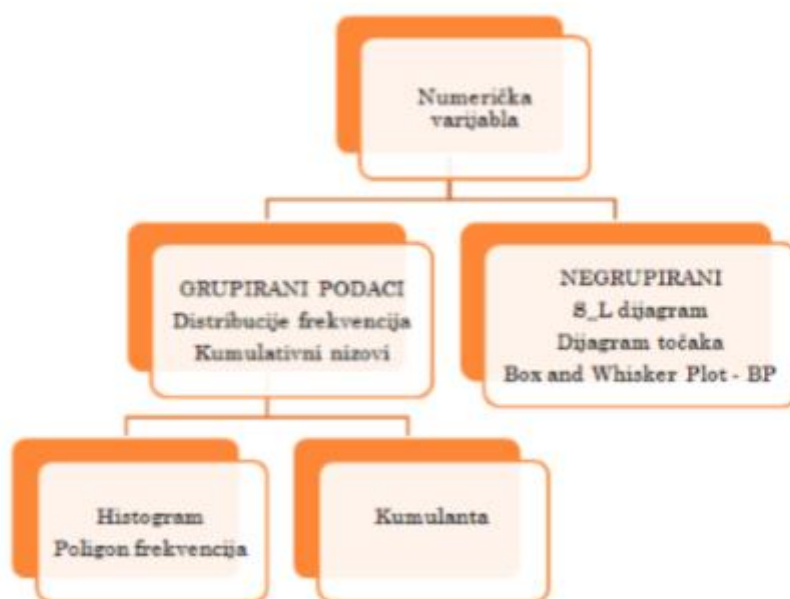 Numerička
varijabla
GRUPIRANI PODACI
Distribucije frekvencija
Kumulativni nizovi
NEGRUPIRANI
S_L dijagram
Dijagram točaka
Box and Whisker Plot - BP
Histogram
Poligon frekvencija
Kumulanta